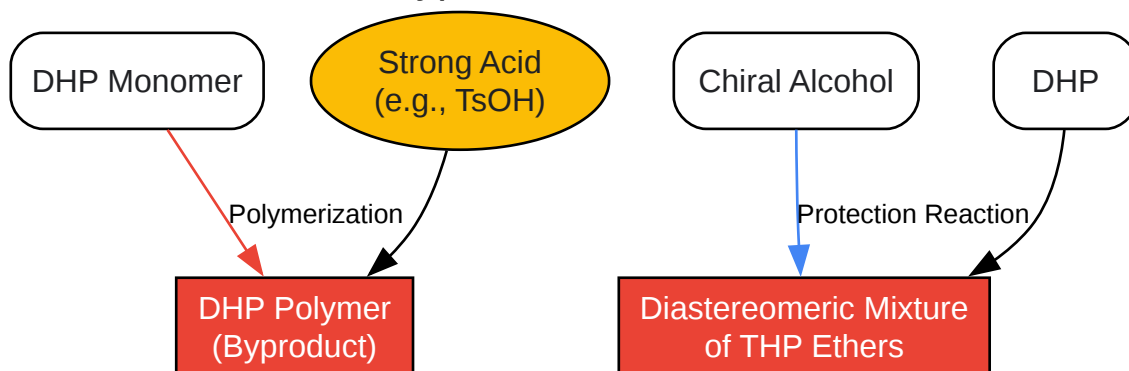 DHP Monomer
Strong Acid
(e.g., TsOH)
Chiral Alcohol
DHP
Polymerization
Protection Reaction
DHP Polymer
(Byproduct)
Diastereomeric Mixture
of THP Ethers